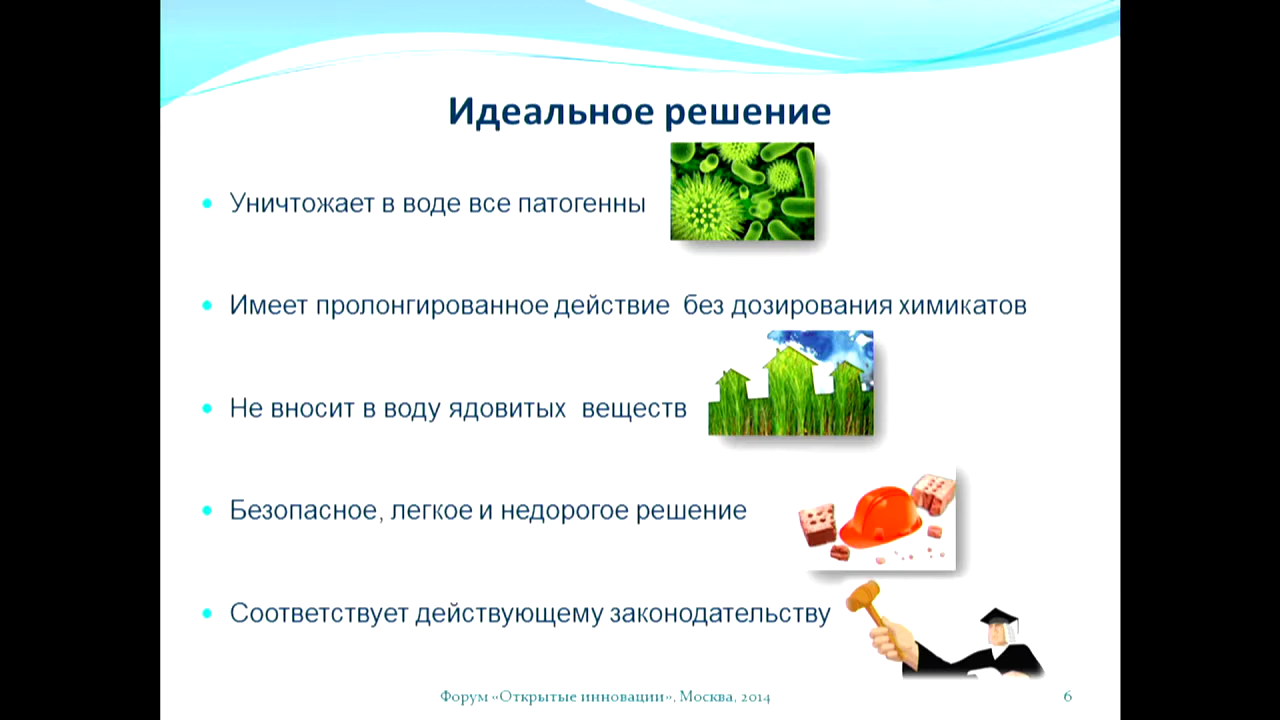 Идеальное решение
Уничтожает в воде все патогенны
Имеет пролонгированное действие без дозирования химикатов
Не вносит в воду ядовитых веществ
Безопасное, легкое и недорогое решение
Соответствует действующему законодательству
Форум «Открытые инновации», Москва, 2014
6